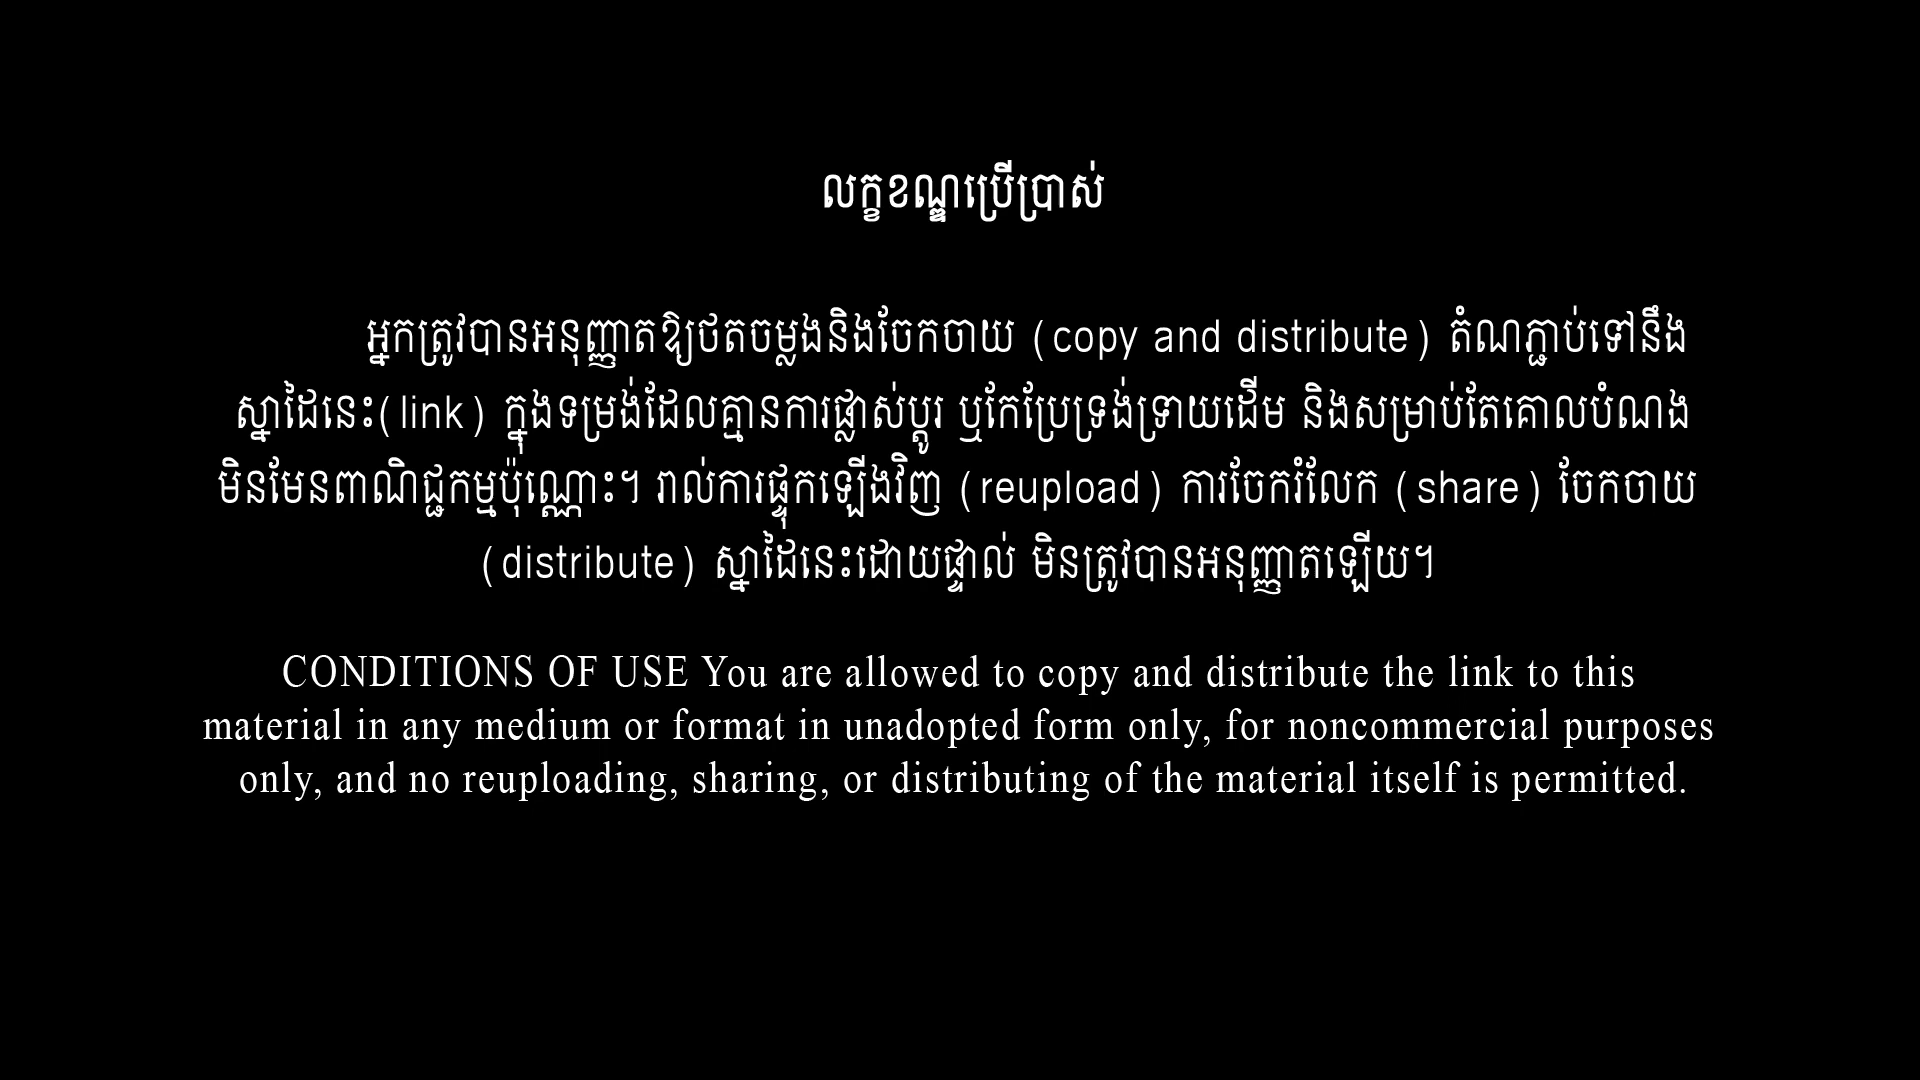 លក្ខខណ្ឌប្រើប្រាស់
អ្នកត្រូវបានអនុញ្ញាតឱ្យថតចម្លងនិងចែកចាយ (copy and distribute) តំណភ្ជាប់ទៅនឹង
ស្នាដៃនេះ(link) ក្នុងទម្រង់ដែលគ្មានការផ្លាស់ប្តូរ ឬកែប្រែទ្រង់ទ្រាយដើម និងសម្រាប់តែគោលបំណង
មិនមែនពាណិជ្ជកម្មប៉ុណ្ណោះ។ រាល់ការផ្ទុកឡើងវិញ (reupload) ការចែករំលែក (share) ចែកចាយ
(distribute) ស្នាដៃនេះដោយផ្ទាល់ មិនត្រូវបានអនុញ្ញាតឡើយ។
CONDITIONS OF USE You are allowed to copy and distribute the link to this
material in any medium or format in unadopted form only, for noncommercial purposes
only, and no reuploading, sharing, or distributing of the material itself is permitted.